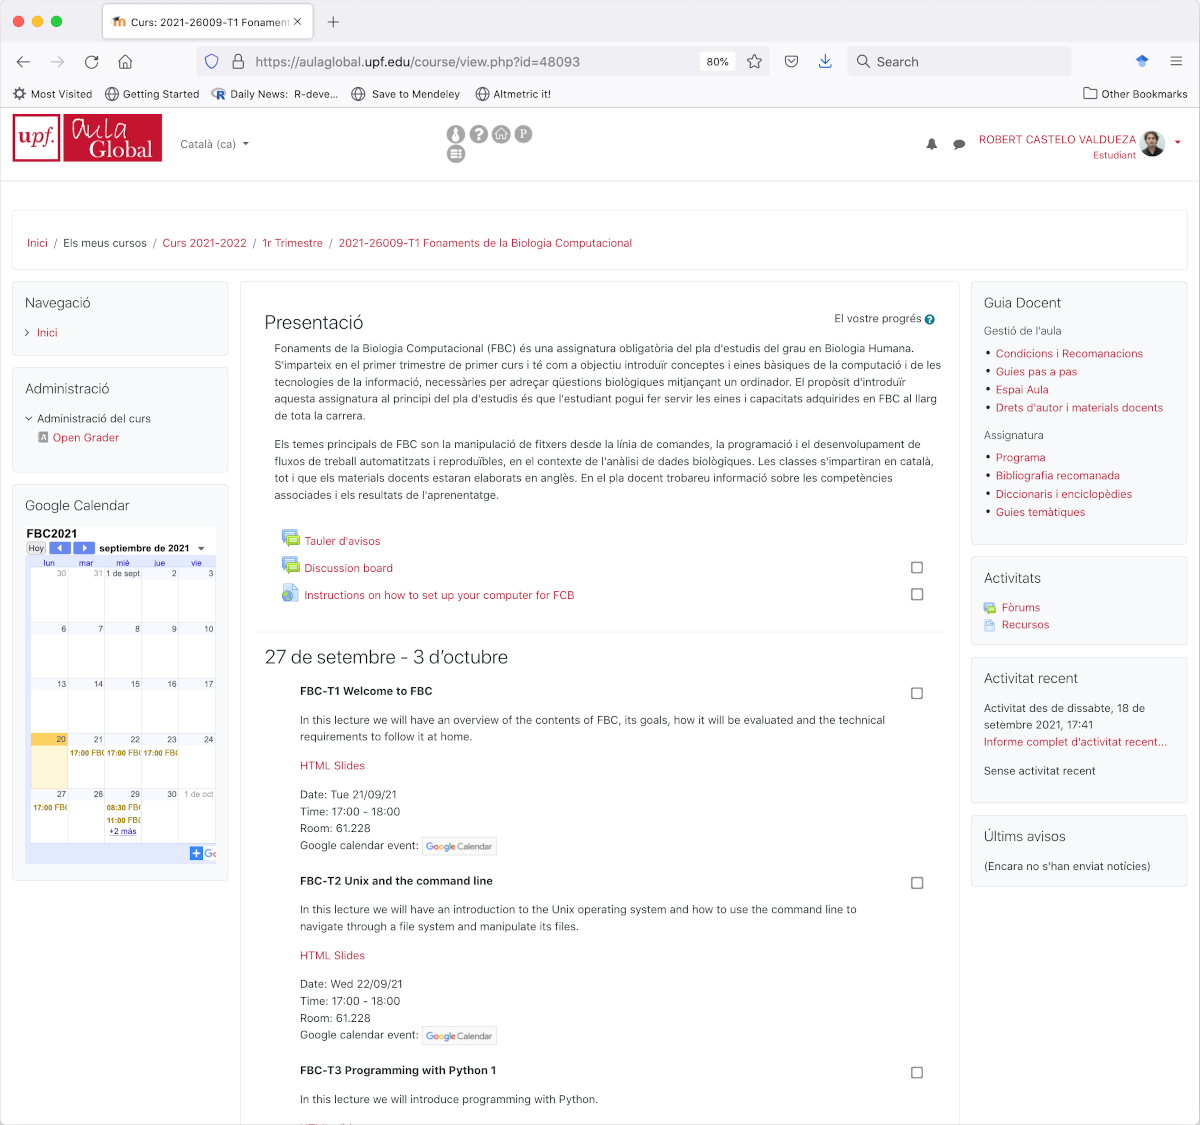 Curs: 2021-26009-T1 Fonament
https://aulaglobal.upf.edu/course/view.php?id=48093
80%
Search
Most Visited
Getting Started
Daily News: R-deve...
Save to Mendeley
Altmetric it!
Other Bookmarks
upf.
aula Global
Català (ca)
ROBERT CASTELO VALDUEZA
Estudiant
Inici / Els meus cursos / Curs 2021-2022 / 1r Trimestre / 2021-26009-T1 Fonaments de la Biologia Computacional
Navegació
Inici
Administració
Administració del curs
Open Grader
Google Calendar
FBC2021
Hoy
septiembre de 2021
lun mar mié jue vie
30 31 1 de sept 2 3
6 7 8 9 10
13 14 15 16 17
20 21 22 23 24
17:00 FBC 17:00 FBC 17:00 FBC
27 28 29 30 1 de oct
17:00 FBC 08:30 FBC
11:00 FBC
+2 más
Presentació
El vostre progrés
Fonaments de la Biologia Computacional (FBC) és una assignatura obligatòria del pla d'estudis del grau en Biologia Humana.
S'imparteix en el primer trimestre de primer curs i té com a objectiu introduïr conceptes i eines bàsiques de la computació i de les
tecnologies de la informació, necessàries per adreçar qüestions biològiques mitjançant un ordinador. El propòsit d'introduïr
aquesta assignatura al principi del pla d'estudis és que l'estudiant pogui fer servir les eines i capacitats adquirides en FBC al llarg
de tota la carrera.
Els temes principals de FBC son la manipulació de fitxers desde la línia de comandes, la programació i el desenvolupament de
fluxos de treball automatitzats i reproduïbles, en el context de l'anàlisi de dades biològiques. Les classes s'impartiran en català,
tot i que els materials docents estaran elaborats en anglès. En el pla docent trobareu informació sobre les competències
associades i els resultats de l'aprenentatge.
Tauler d'avisos
Discussion board
Instructions on how to set up your computer for FCB
27 de setembre - 3 d'octubre
FBC-T1 Welcome to FBC
In this lecture we will have an overview of the contents of FBC, its goals, how it will be evaluated and the technical
requirements to follow it at home.
HTML Slides
Date: Tue 21/09/21
Time: 17:00 - 18:00
Room: 61.228
Google calendar event: Google Calendar
FBC-T2 Unix and the command line
In this lecture we will have an introduction to the Unix operating system and how to use the command line to
navigate through a file system and manipulate its files.
HTML Slides
Date: Wed 22/09/21
Time: 17:00 - 18:00
Room: 61.228
Google calendar event: Google Calendar
FBC-T3 Programming with Python 1
In this lecture we will introduce programming with Python.
Guia Docent
Gestió de l'aula
• Condicions i Recomanacions
• Guies pas a pas
• Espai Aula
• Drets d'autor i materials docents
Assignatura
• Programa
• Bibliografia recomanada
• Diccionaris i enciclopèdies
• Guies temàtiques
Activitats
Fòrums
Recursos
Activitat recent
Activitat des de dissabte, 18 de
setembre 2021, 17:41
Informe complet d'activitat recent...
Sense activitat recent
Últims avisos
(Encara no s'han enviat notícies)